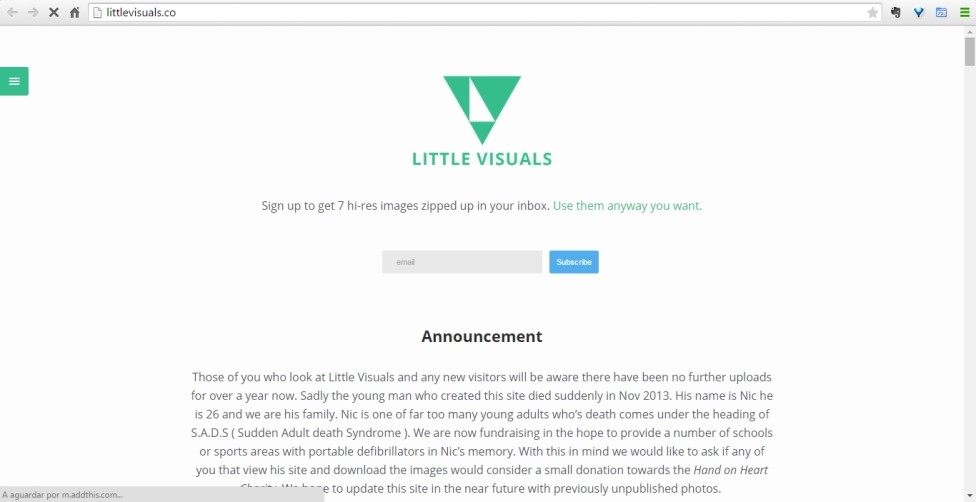 littlevisuals.co
LITTLE VISUALS
Sign up to get 7 hi-res images zipped up in your inbox. Use them anyway you want.
email
Subscribe
Announcement
Those of you who look at Little Visuals and any new visitors will be aware there have been no further uploads
for over a year now. Sadly the young man who created this site died suddenly in Nov 2013. His name is Nic he
is 26 and we are his family. Nic is one of far too many young adults who's death comes under the heading of
S.A.D.S ( Sudden Adult death Syndrome ). We are now fundraising in the hope to provide a number of schools
or sports areas with portable defibrillators in Nic's memory. With this in mind we would like to ask if any of
you that view his site and download the images would consider a small donation towards the Hand on Heart
Charity. We hope to update this site in the near future with previously unpublished photos.
A aguardar por m.addthis.com...